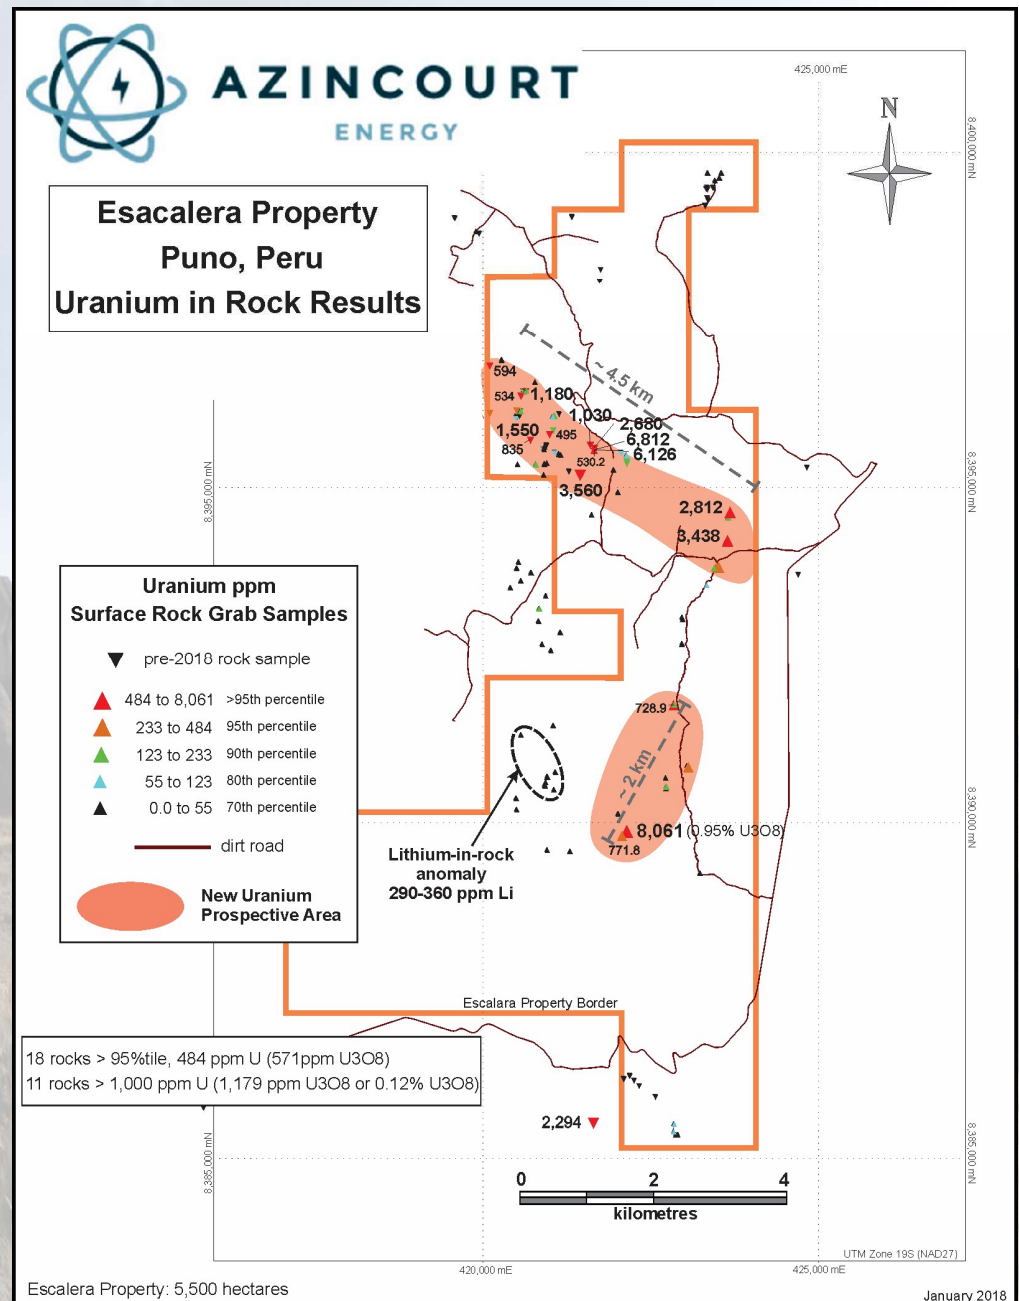 AZINCOURT
ENERGY
425,000 mE
N
8,400,000 mN
Esacalera Property
Puno, Peru
Uranium in Rock Results
~ 4.5 km
594
534
1,180
1,030
1,550
495
2,680
835
6,812
530.2
6,126
3,560
8,395,000 mN
8,395,000 mN
2,812
3,438
Uranium ppm
Surface Rock Grab Samples
pre-2018 rock sample
484 to 8,061 >95th percentile
233 to 484 95th percentile
123 to 233 90th percentile
55 to 123 80th percentile
0.0 to 55 70th percentile
dirt road
New Uranium
Prospective Area
728.9
~ 2 km
8,061 (0.95% U3O8)
771.8
8,390,000 mN
Lithium-in-rock
anomaly
290-360 ppm Li
Escalara Property Border
18 rocks > 95%tile, 484 ppm U (571ppm U3O8)
11 rocks > 1,000 ppm U (1,179 ppm U3O8 or 0.12% U3O8)
2,294
8,385,000 mN
8,385,000 mN
0 2 4
kilometres
UTM Zone 19S (NAD27)
420,000 mE
425,000 mE
Escalera Property: 5,500 hectares
January 2018